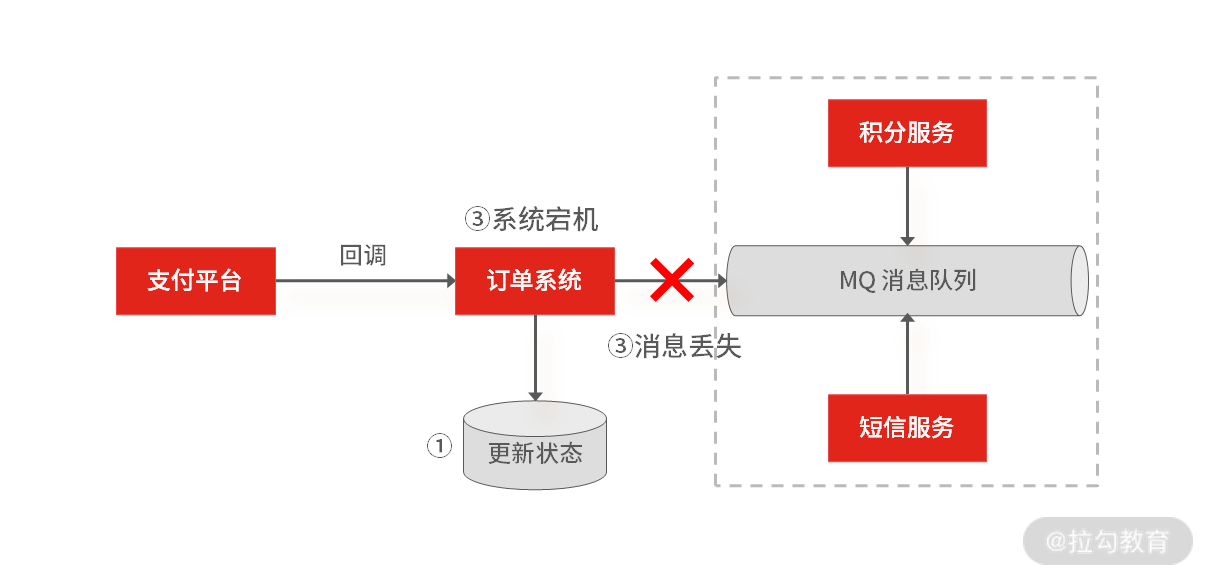 积分服务
③系统宕机
支付平台
回调
订单系统
MQ 消息队列
③消息丢失
①
更新状态
短信服务
@拉勾教育